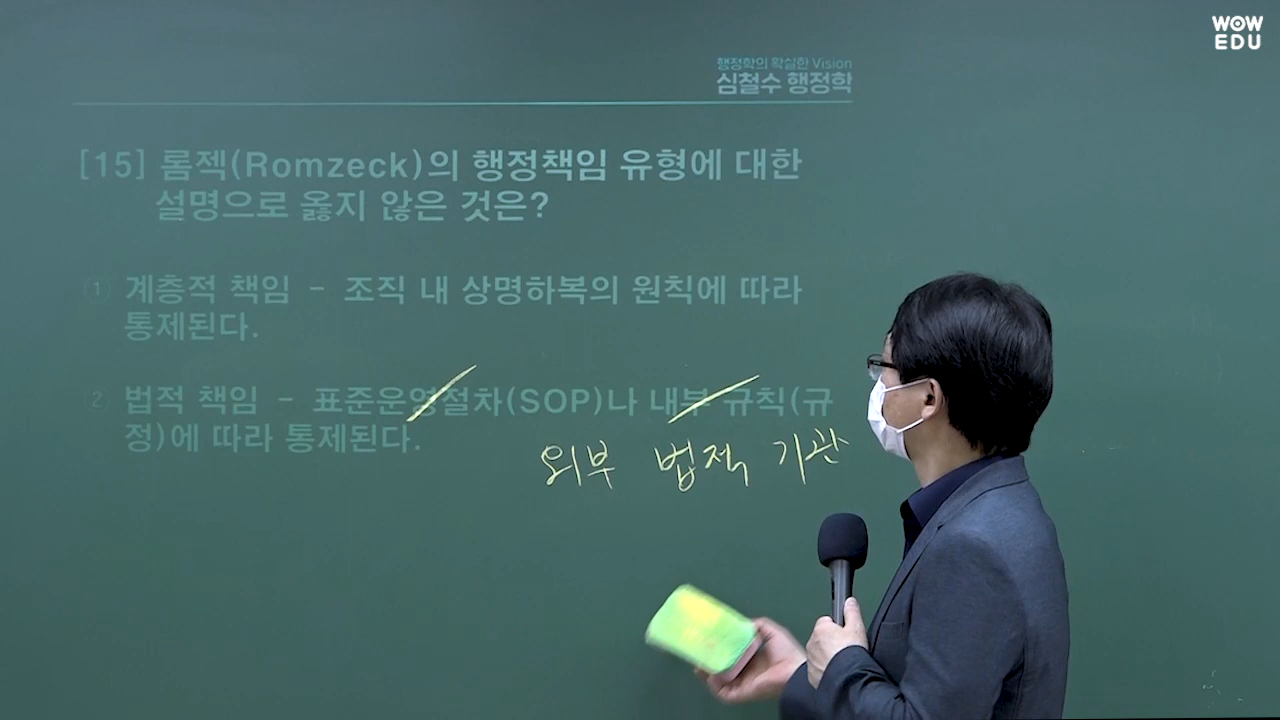 WOW
EDU
행정학의 확실한 Vision
심철수 행정학
[15] 롬젝(Romzeck)의 행정책임 유형에 대한
설명으로 옳지 않은 것은?
① 계층적 책임 - 조직 내 상명하복의 원칙에 따라
통제된다.
② 법적 책임 - 표준운영절차(SOP)나 내부 규칙(규
정)에 따라 통제된다.
외부 법적 기관